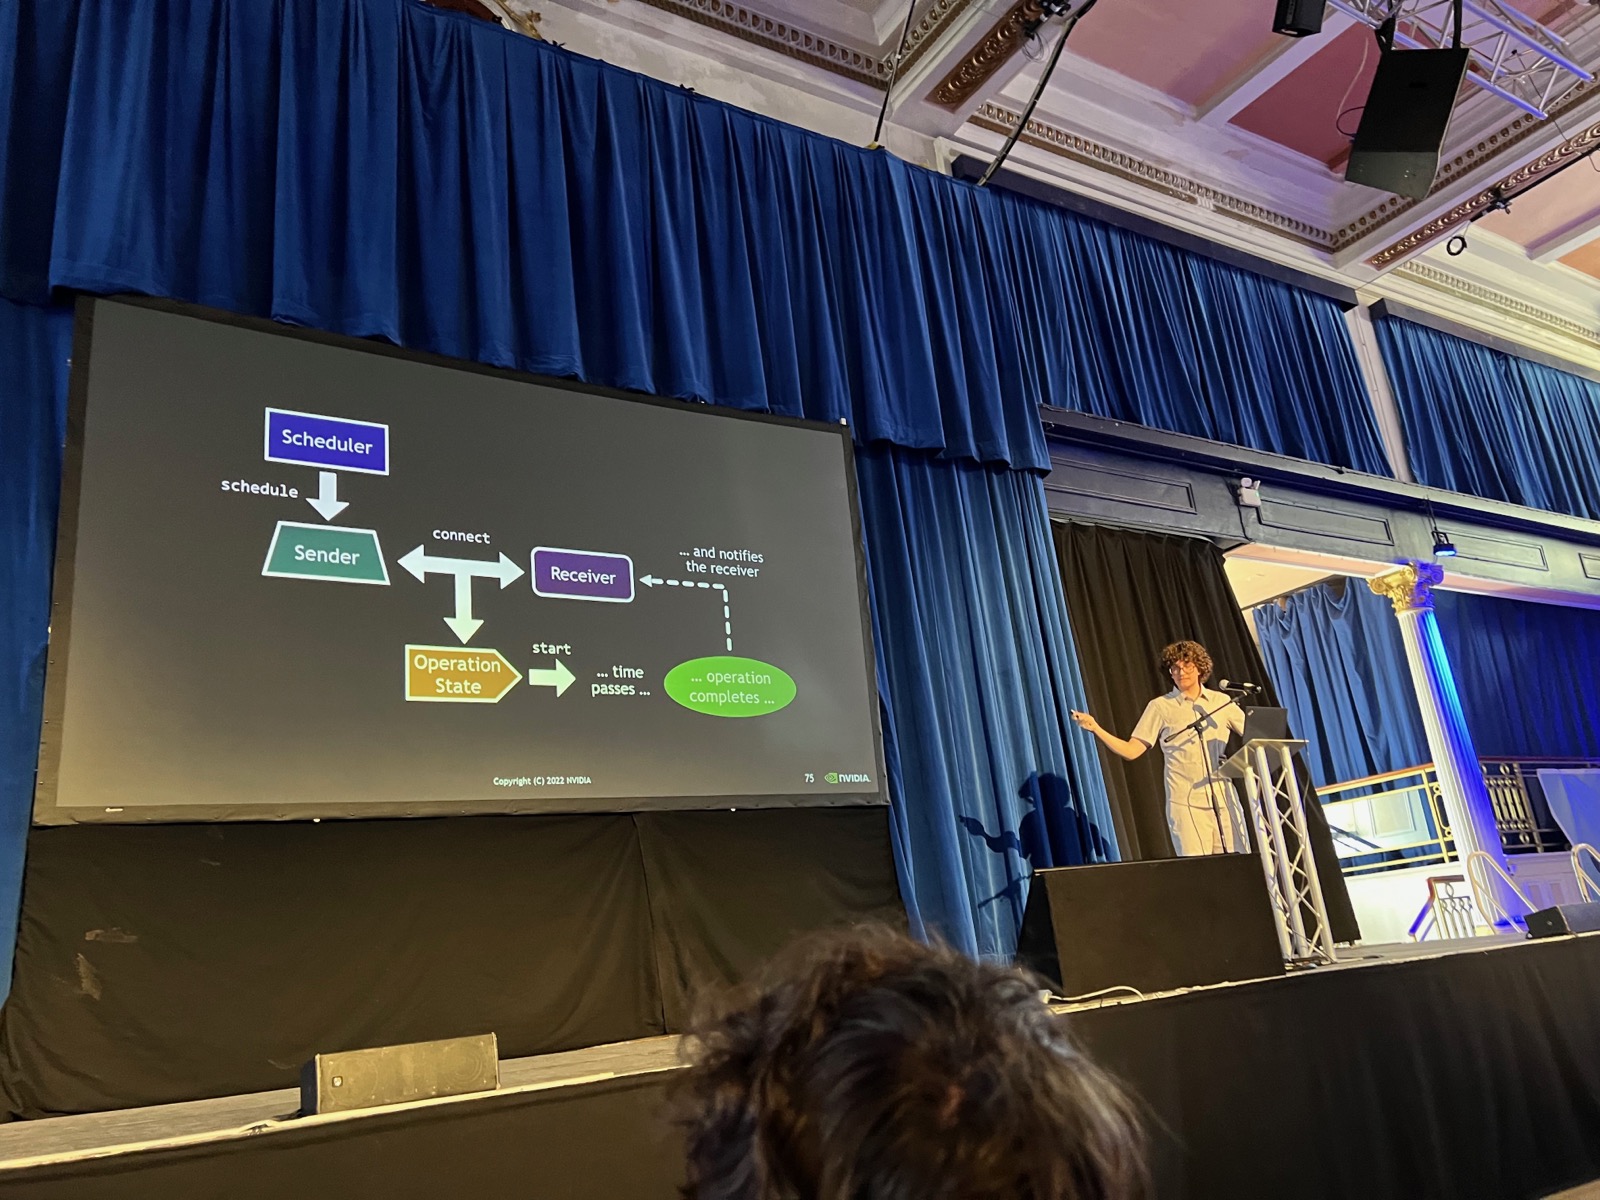 Scheduler
schedule
Sender
connect
Receiver
... and notifies
the receiver
Operation
State
start
... time
passes ...
... operation
completes ...
Copyright (C) 2022 NVIDIA
75
NVIDIA.